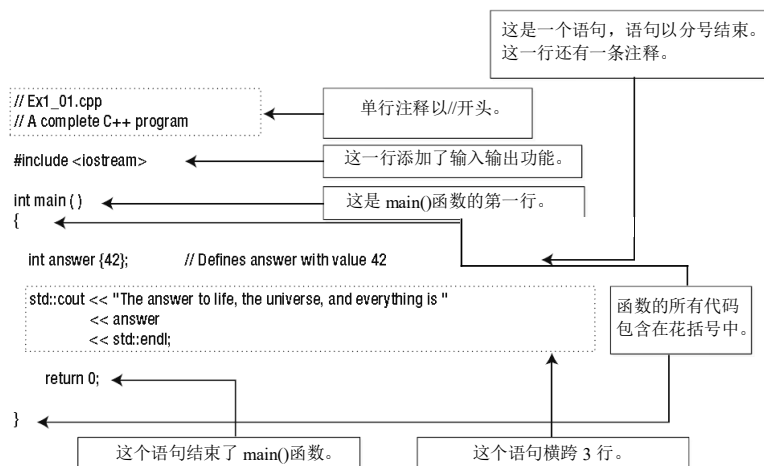 这是一个语句，语句以分号结束。
这一行还有一条注释。
// Ex1_01.cpp
// A complete C++ program
单行注释以//开头。
#include <iostream>
这一行添加了输入输出功能。
int main ( )
这是 main()函数的第一行。
{
int answer {42}; // Defines answer with value 42
std::cout << "The answer to life, the universe, and everything is "
<< answer
<< std::endl;
函数的所有代码
包含在花括号中。
return 0;
}
这个语句结束了 main()函数。
这个语句横跨 3 行。